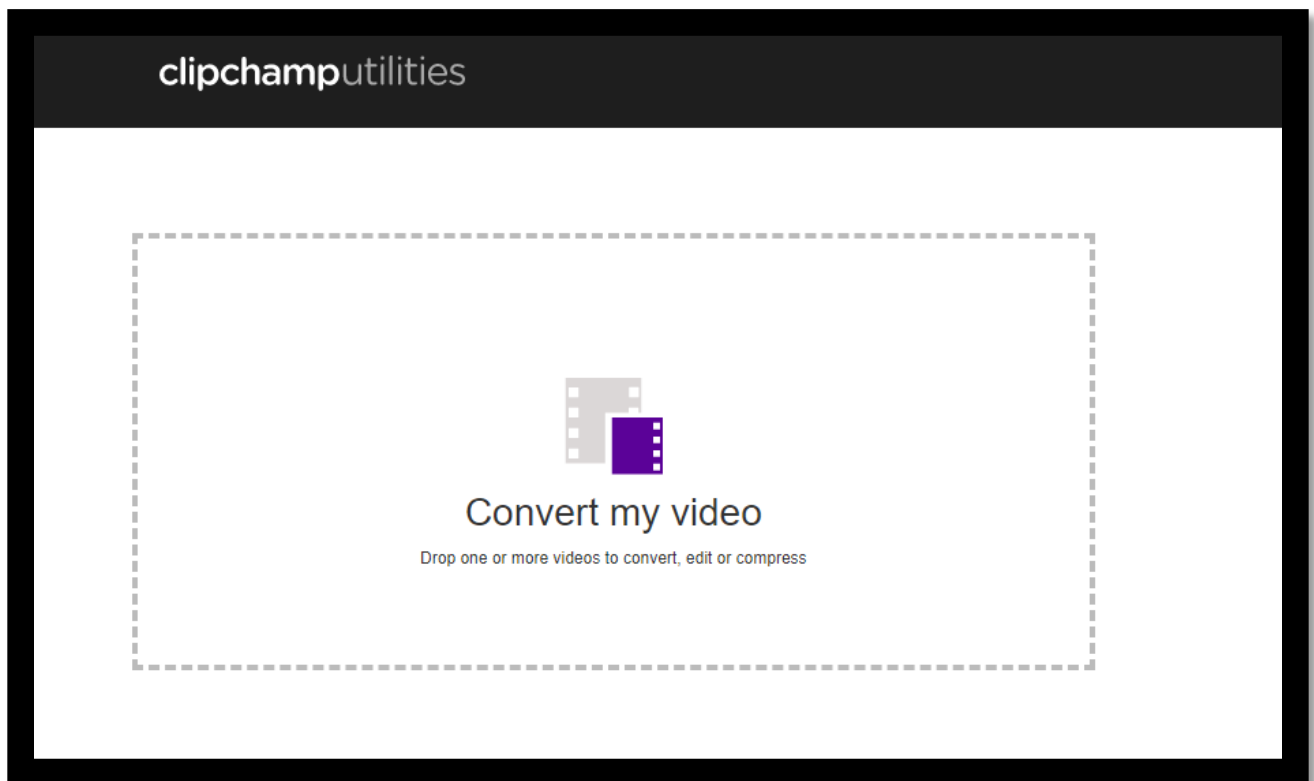 clipchamputilities
Convert my video
Drop one or more videos to convert, edit or compress